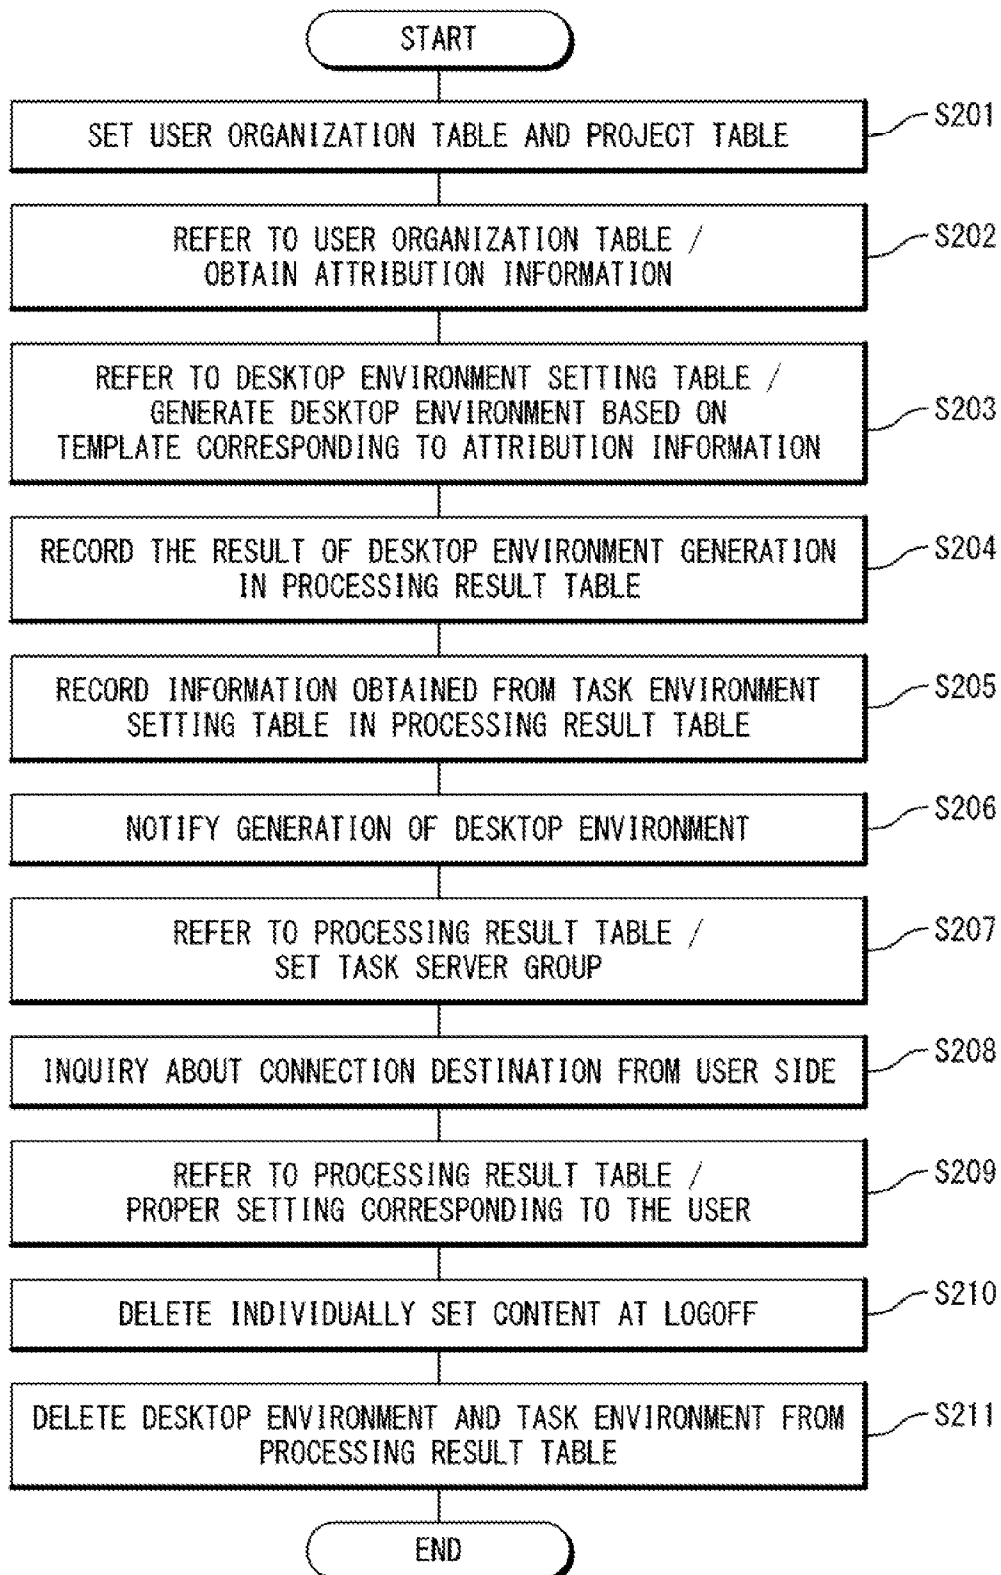 START
SET USER ORGANIZATION TABLE AND PROJECT TABLE
S201
REFER TO USER ORGANIZATION TABLE /
OBTAIN ATTRIBUTION INFORMATION
S202
REFER TO DESKTOP ENVIRONMENT SETTING TABLE /
GENERATE DESKTOP ENVIRONMENT BASED ON
TEMPLATE CORRESPONDING TO ATTRIBUTION INFORMATION
S203
RECORD THE RESULT OF DESKTOP ENVIRONMENT GENERATION
IN PROCESSING RESULT TABLE
S204
RECORD INFORMATION OBTAINED FROM TASK ENVIRONMENT
SETTING TABLE IN PROCESSING RESULT TABLE
S205
NOTIFY GENERATION OF DESKTOP ENVIRONMENT
S206
REFER TO PROCESSING RESULT TABLE /
SET TASK SERVER GROUP
S207
INQUIRY ABOUT CONNECTION DESTINATION FROM USER SIDE
S208
REFER TO PROCESSING RESULT TABLE /
PROPER SETTING CORRESPONDING TO THE USER
S209
DELETE INDIVIDUALLY SET CONTENT AT LOGOFF
S210
DELETE DESKTOP ENVIRONMENT AND TASK ENVIRONMENT FROM
PROCESSING RESULT TABLE
S211
END